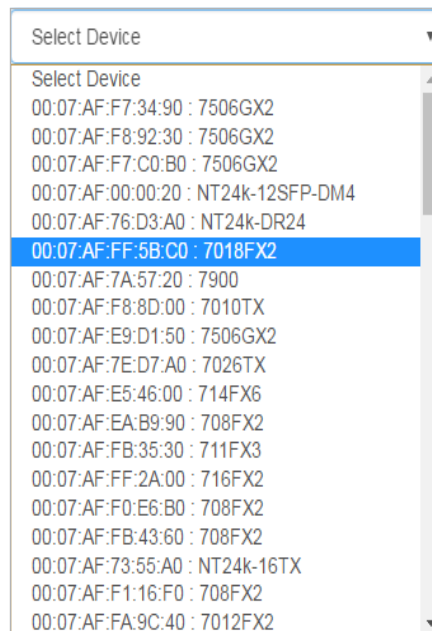 Select Device
Select Device
00:07:AF:F7:34:90 : 7506GX2
00:07:AF:F8:92:30 : 7506GX2
00:07:AF:F7:C0:B0 : 7506GX2
00:07:AF:00:00:20 : NT24k-12SFP-DM4
00:07:AF:76:D3:A0 : NT24k-DR24
00:07:AF:FF:5B:C0 : 7018FX2
00:07:AF:7A:57:20 : 7900
00:07:AF:F8:8D:00 : 7010TX
00:07:AF:E9:D1:50 : 7506GX2
00:07:AF:7E:D7:A0 : 7026TX
00:07:AF:E5:46:00 : 714FX6
00:07:AF:EA:B9:90 : 708FX2
00:07:AF:FB:35:30 : 711FX3
00:07:AF:FF:2A:00 : 716FX2
00:07:AF:F0:E6:B0 : 708FX2
00:07:AF:FB:43:60 : 708FX2
00:07:AF:73:55:A0 : NT24k-16TX
00:07:AF:F1:16:F0 : 708FX2
00:07:AF:FA:9C:40 : 7012FX2